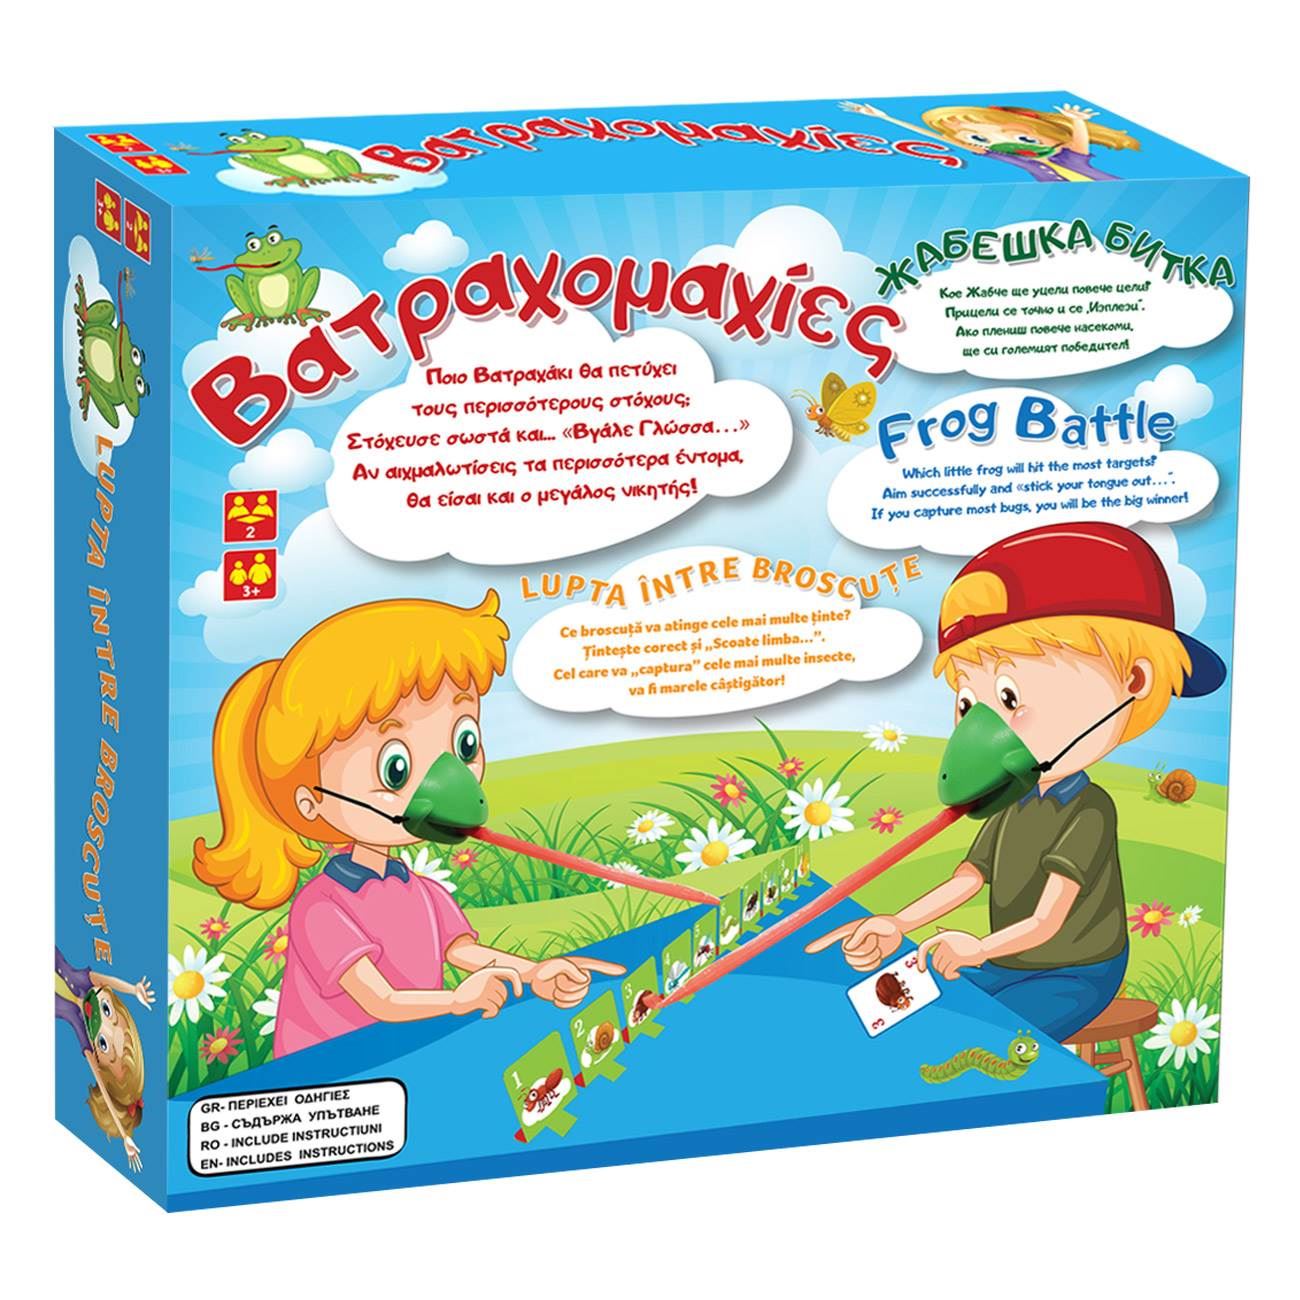 Βατραχομαχίες
Βατραχομαχίες
Ποιο Βατραχάκι θα πετύχει
τους περισσότερους στόχους;
Στόχευσε σωστά και... «Βγάλε Γλώσσα...»
Αν αιχμαλωτίσεις τα περισσότερα έντομα,
θα είσαι και ο μεγάλος νικητής!
ЖАБЕШКА БИТКА
Кое Жабче ще уцели повече цели?
Прицели се точно и се „Изплези“.
Ако плениш повече насекоми,
ще си големият победител!
Frog Battle
Which little frog will hit the most targets?
Aim successfully and «stick your tongue out...“.
If you capture most bugs, you will be the big winner!
2
3+
LUPTA ÎNTRE BROSCUȚE
Ce broscuță va atinge cele mai multe ținte?
Țintește corect și „Scoate limba...”.
Cel care va „captura” cele mai multe insecte,
va fi marele câștigător!
LUPTA ÎNTRE BROSCUȚE
1
2
3
4
5
3
3
GR- ΠΕΡΙΕΧΕΙ ΟΔΗΓΙΕΣ
BG - СЪДЪРЖА УПЪТВАНЕ
RO - INCLUDE INSTRUCTIUNI
EN- INCLUDES INSTRUCTIONS